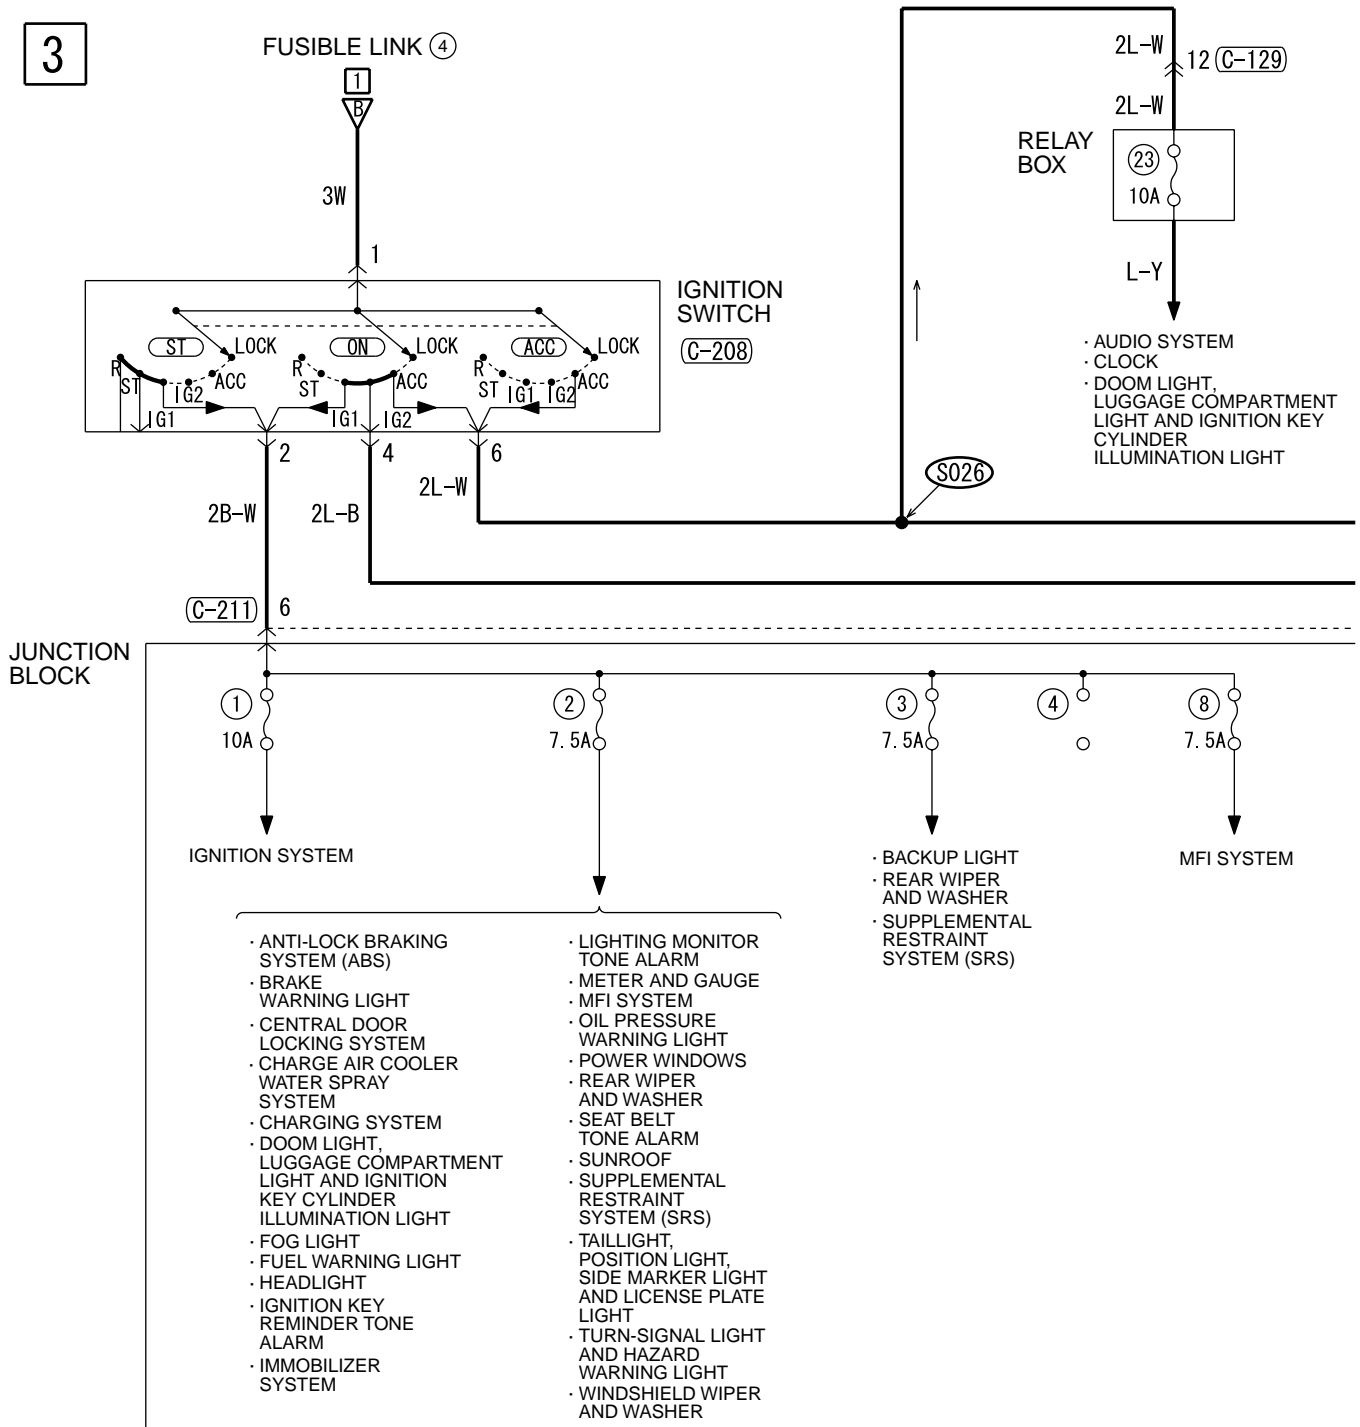 3
FUSIBLE LINK 4
1
B
3W
1
IGNITION
SWITCH
(C-208)
ST LOCK ON LOCK ACC LOCK
R ST IG1 IG2 ACC
R ST IG1 IG2 ACC
R ST IG1 IG2 ACC
2 4 6
2B-W 2L-B 2L-W
S026
2L-W
12 (C-129)
2L-W
RELAY
BOX
23
10A
L-Y
· AUDIO SYSTEM
· CLOCK
· DOOM LIGHT,
LUGGAGE COMPARTMENT
LIGHT AND IGNITION KEY
CYLINDER
ILLUMINATION LIGHT
(C-211) 6
JUNCTION
BLOCK
1
10A
2
7.5A
3
7.5A
4
8
7.5A
IGNITION SYSTEM
· ANTI-LOCK BRAKING
SYSTEM (ABS)
· BRAKE
WARNING LIGHT
· CENTRAL DOOR
LOCKING SYSTEM
· CHARGE AIR COOLER
WATER SPRAY
SYSTEM
· CHARGING SYSTEM
· DOOM LIGHT,
LUGGAGE COMPARTMENT
LIGHT AND IGNITION
KEY CYLINDER
ILLUMINATION LIGHT
· FOG LIGHT
· FUEL WARNING LIGHT
· HEADLIGHT
· IGNITION KEY
REMINDER TONE
ALARM
· IMMOBILIZER
SYSTEM
· LIGHTING MONITOR
TONE ALARM
· METER AND GAUGE
· MFI SYSTEM
· OIL PRESSURE
WARNING LIGHT
· POWER WINDOWS
· REAR WIPER
AND WASHER
· SEAT BELT
TONE ALARM
· SUNROOF
· SUPPLEMENTAL
RESTRAINT
SYSTEM (SRS)
· TAILLIGHT,
POSITION LIGHT,
SIDE MARKER LIGHT
AND LICENSE PLATE
LIGHT
· TURN-SIGNAL LIGHT
AND HAZARD
WARNING LIGHT
· WINDSHIELD WIPER
AND WASHER
· BACKUP LIGHT
· REAR WIPER
AND WASHER
· SUPPLEMENTAL
RESTRAINT
SYSTEM (SRS)
MFI SYSTEM